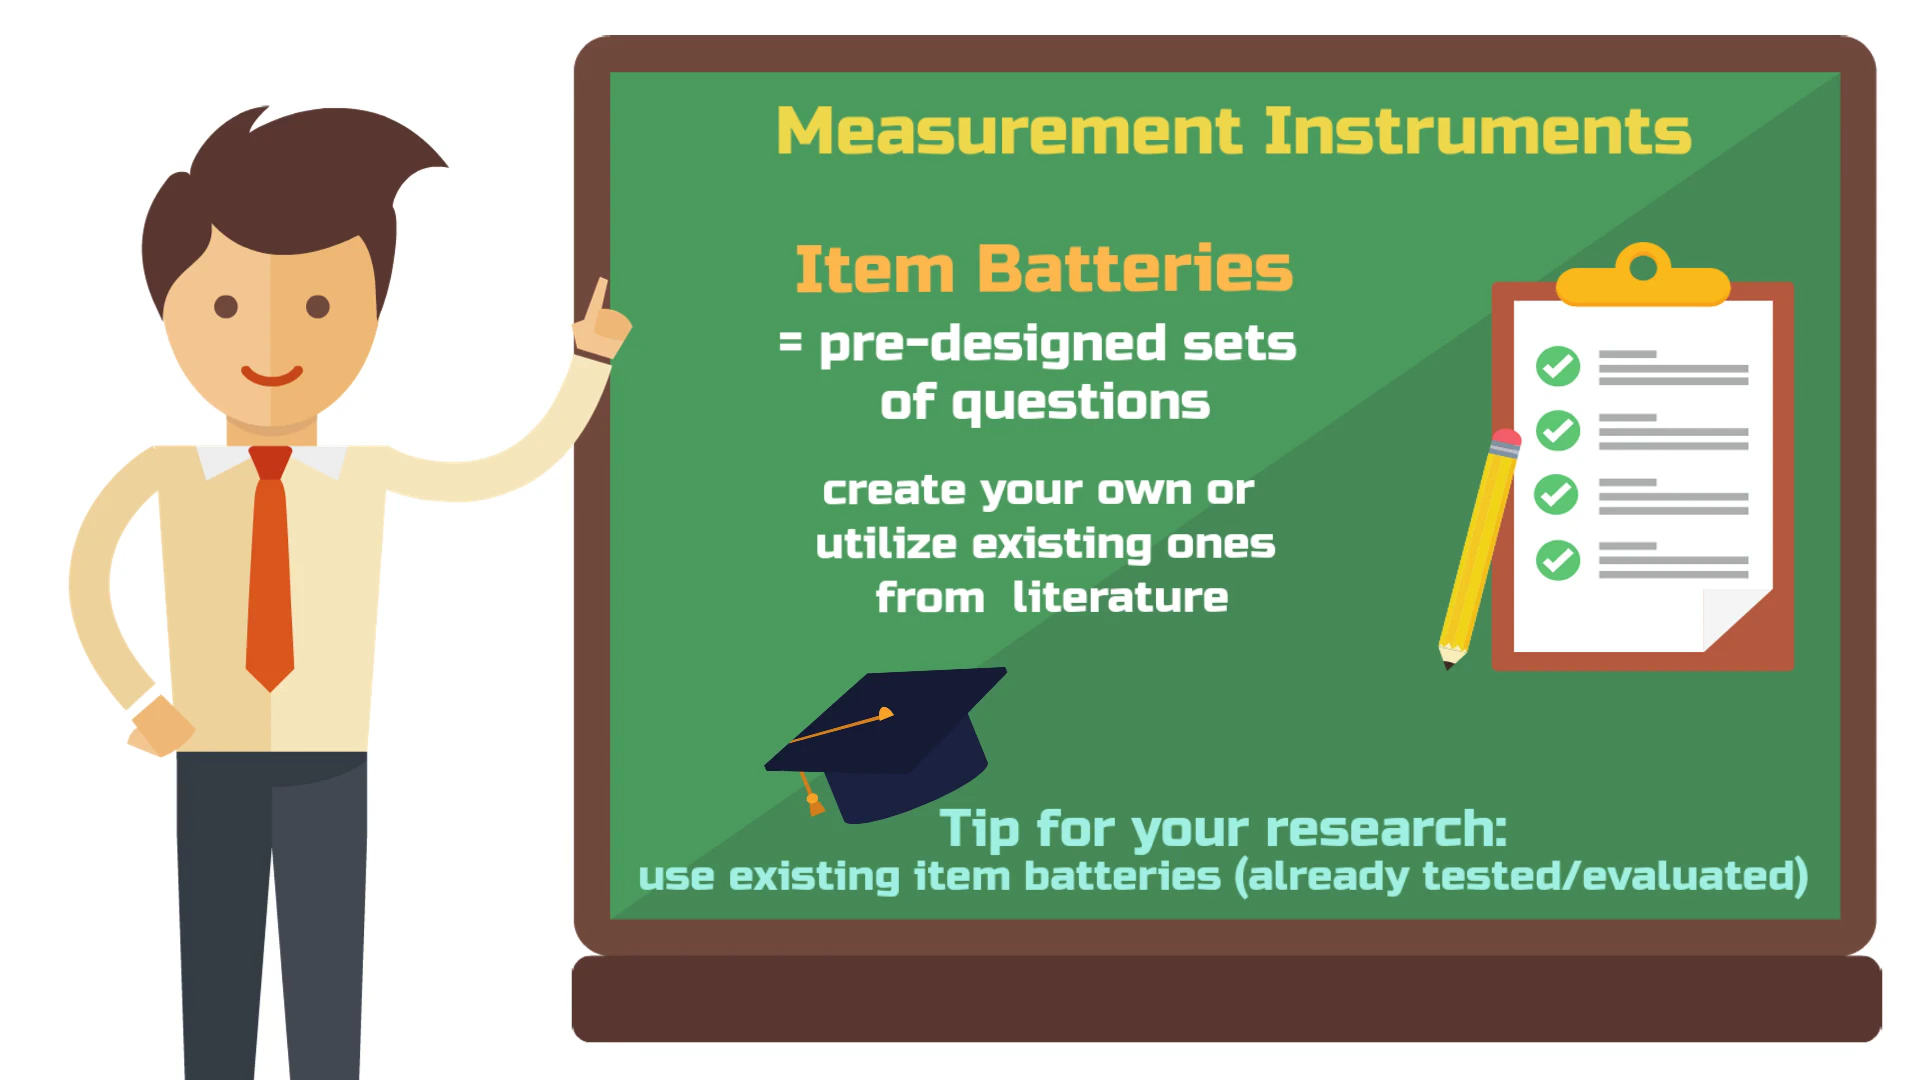 Measurement Instruments
Item Batteries
= pre-designed sets
of questions
create your own or
utilize existing ones
from literature
Tip for your research:
use existing item batteries (already tested/evaluated)